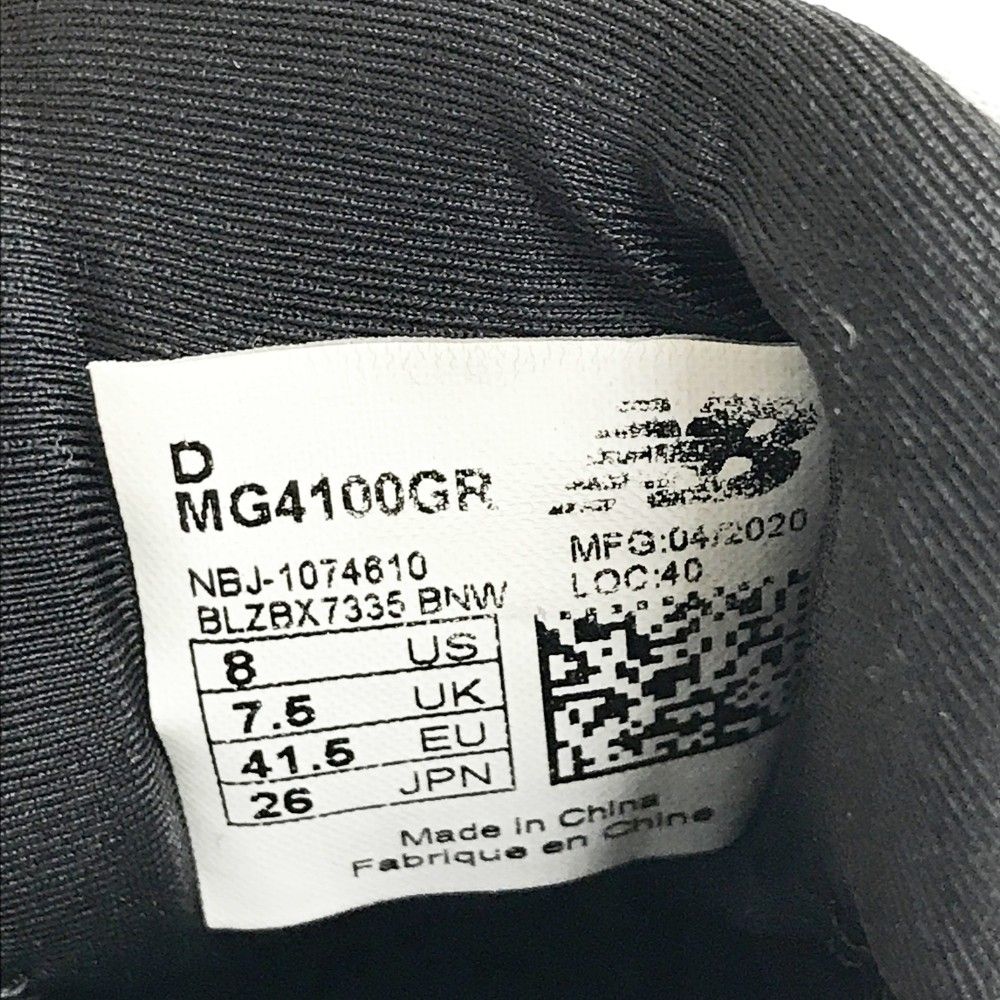 D
MG4100GR
NB
MFG:04/2020
LOC:40
NBJ-1074610
BLZBX7335 BNW
8 US
7.5 UK
41.5 EU
26 JPN
Made in China
Fabrique en Chine